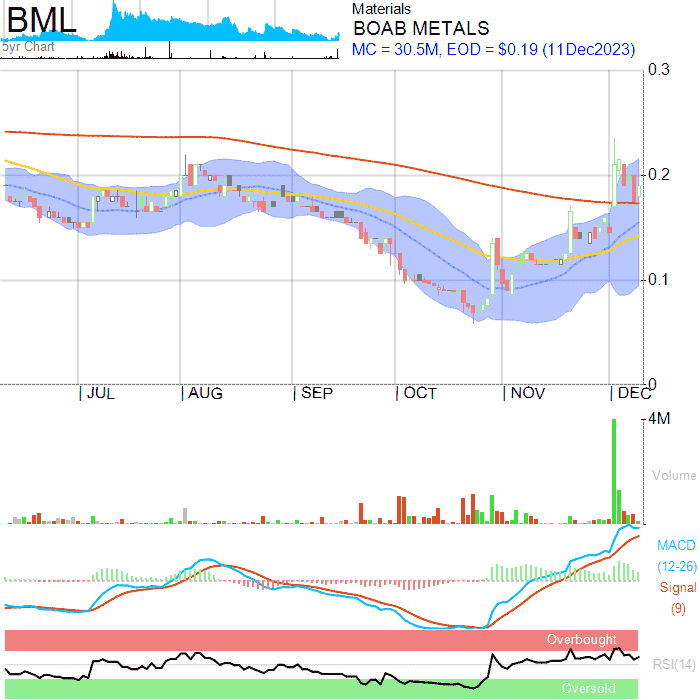 BML
5yr Chart
Materials
BOAB METALS
MC = 30.5M, EOD = $0.19 (11Dec2023)
0.3
0.2
0.1
0
JUL
AUG
SEP
OCT
NOV
DEC
4M
Volume
MACD
(12-26)
Signal
(9)
Overbought
RSI(14)
Oversold